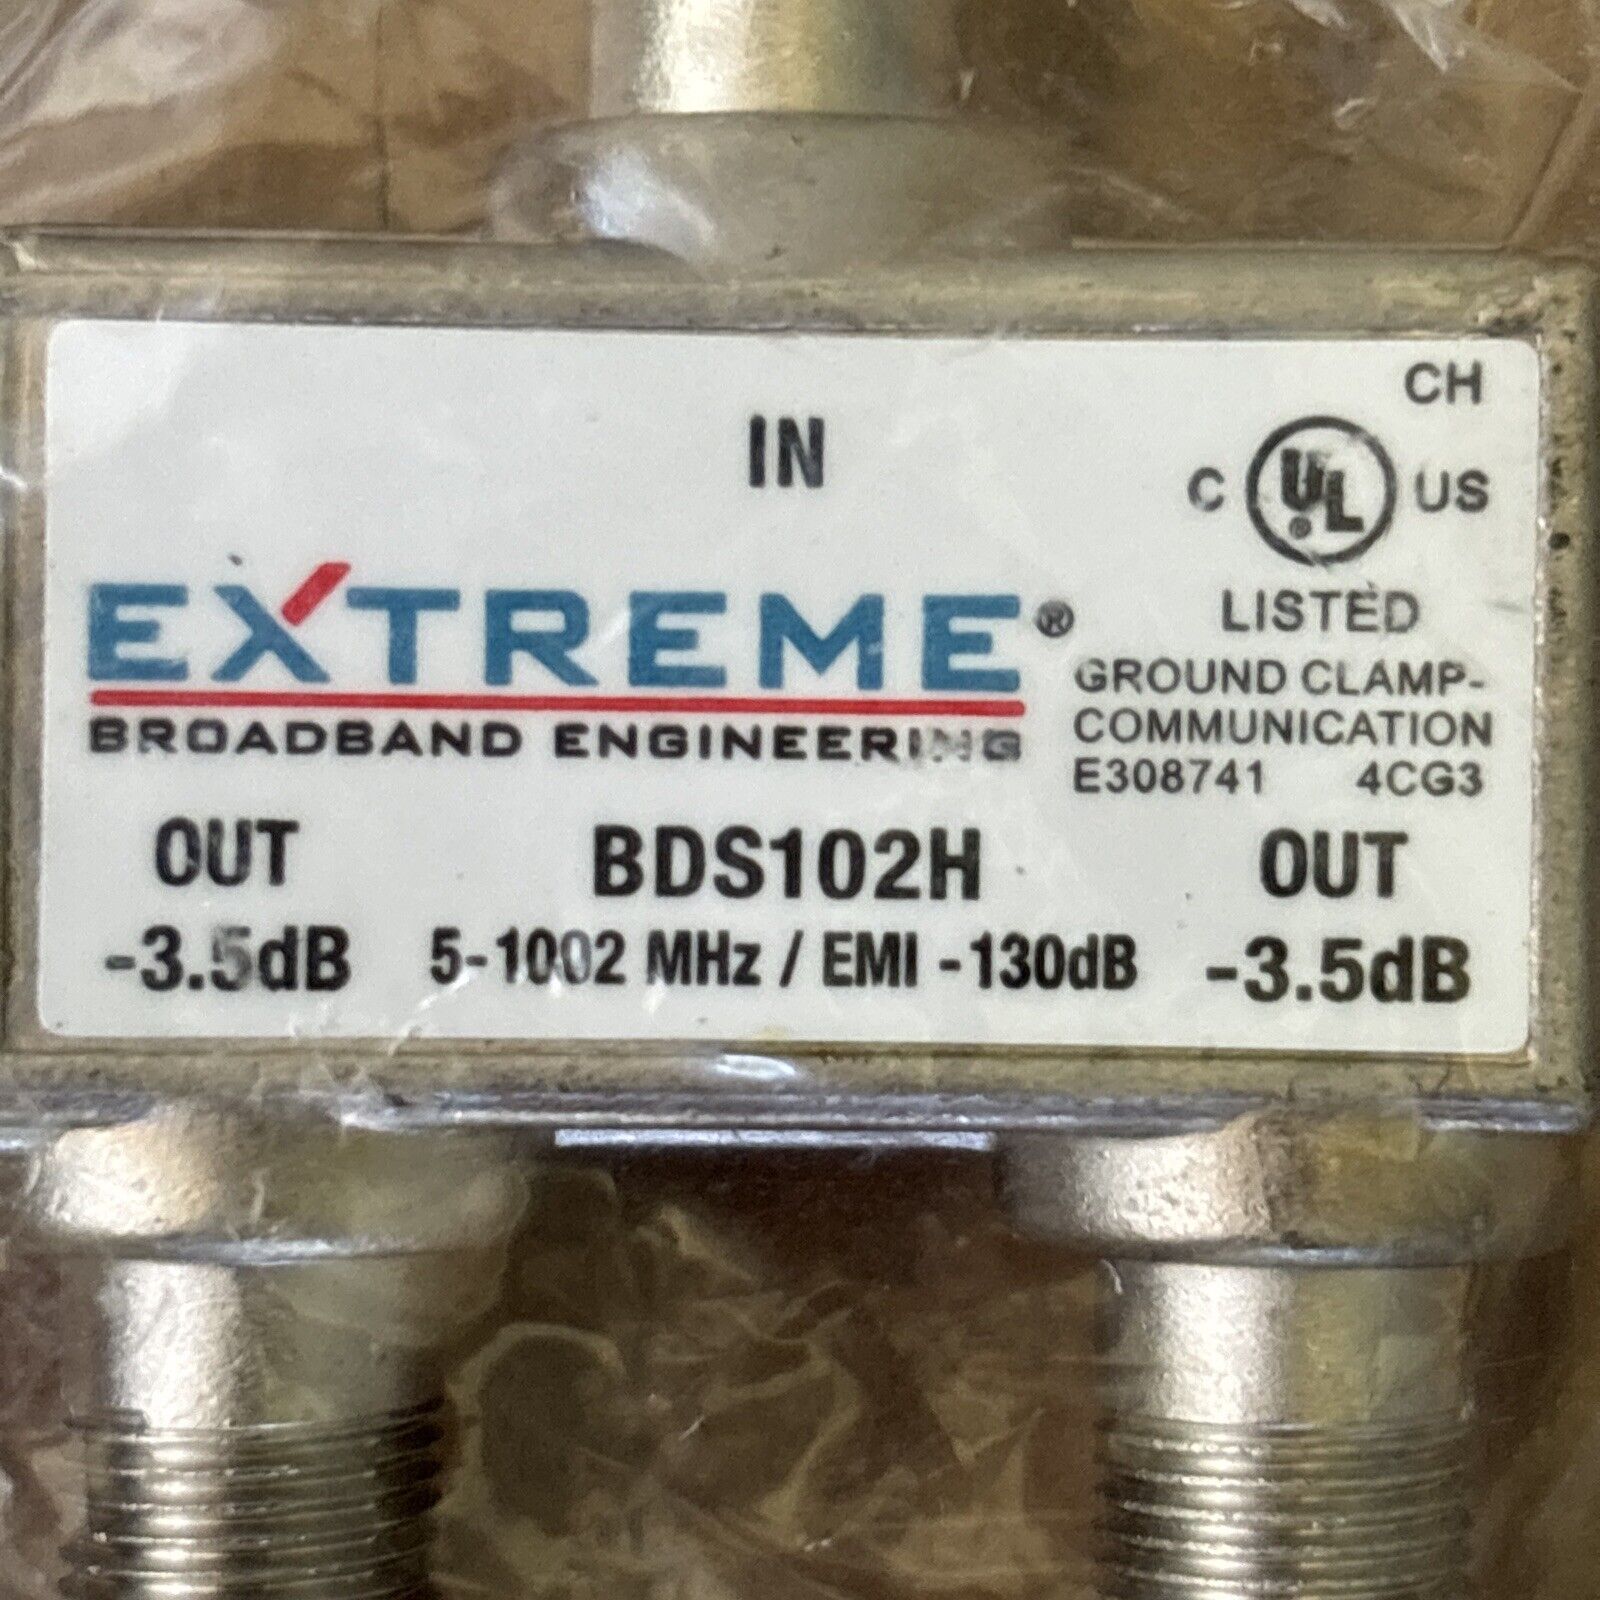 CH
IN
C UL US
®
LISTED
EXTREME®
GROUND CLAMP-
COMMUNICATION
BROADBAND ENGINEERING
E308741 4CG3
OUT BDS102H OUT
-3.5dB 5-1002 MHz / EMI -130dB -3.5dB